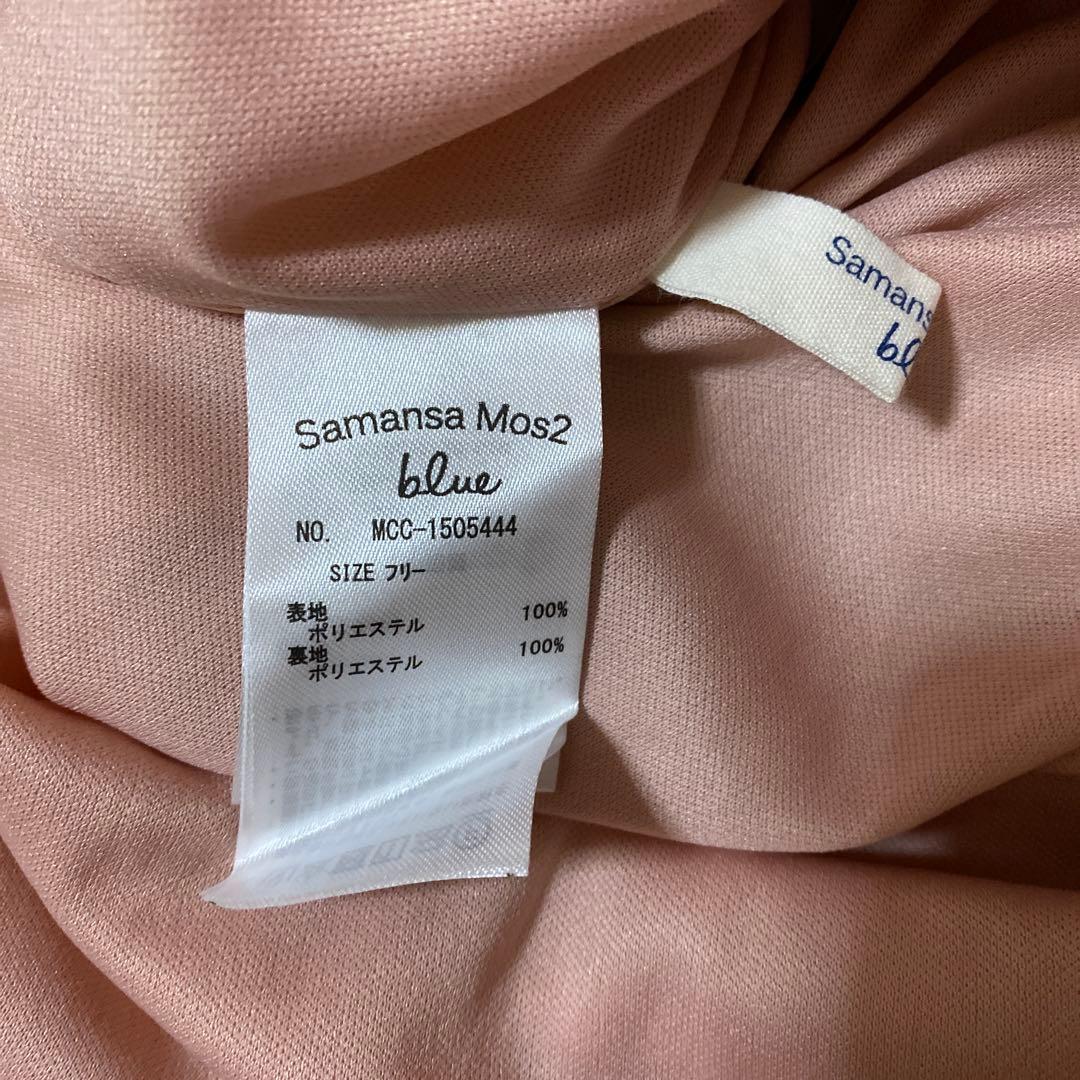 Samansa Mos2
blue
NO. MCC-1505444
SIZE フリー
表地
ポリエステル 100%
裏地
ポリエステル 100%
Samans
bl